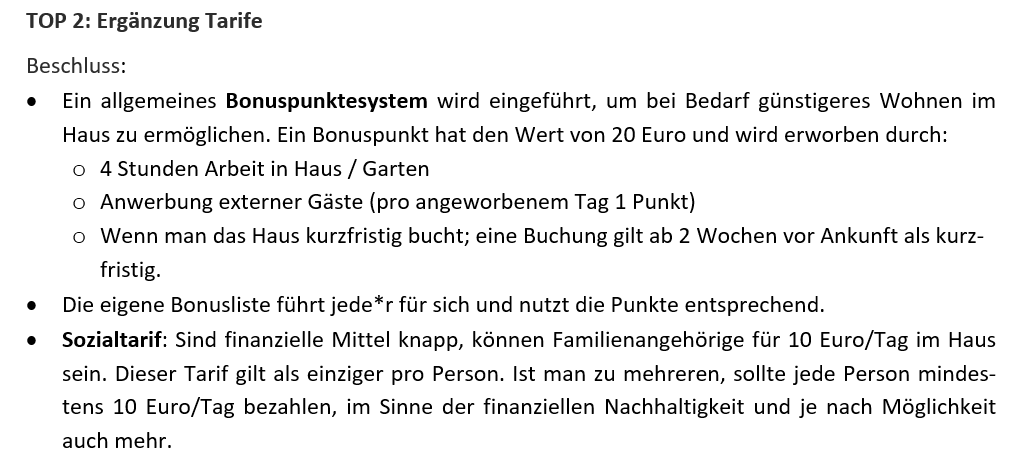 TOP 2: Ergänzung Tarife
Beschluss:
• Ein allgemeines Bonuspunktesystem wird eingeführt, um bei Bedarf günstigeres Wohnen im
Haus zu ermöglichen. Ein Bonuspunkt hat den Wert von 20 Euro und wird erworben durch:
o 4 Stunden Arbeit in Haus / Garten
o Anwerbung externer Gäste (pro angeworbenem Tag 1 Punkt)
o Wenn man das Haus kurzfristig bucht; eine Buchung gilt ab 2 Wochen vor Ankunft als kurz-
fristig.
• Die eigene Bonusliste führt jede*r für sich und nutzt die Punkte entsprechend.
• Sozialtarif: Sind finanzielle Mittel knapp, können Familienangehörige für 10 Euro/Tag im Haus
sein. Dieser Tarif gilt als einziger pro Person. Ist man zu mehreren, sollte jede Person mindes-
tens 10 Euro/Tag bezahlen, im Sinne der finanziellen Nachhaltigkeit und je nach Möglichkeit
auch mehr.